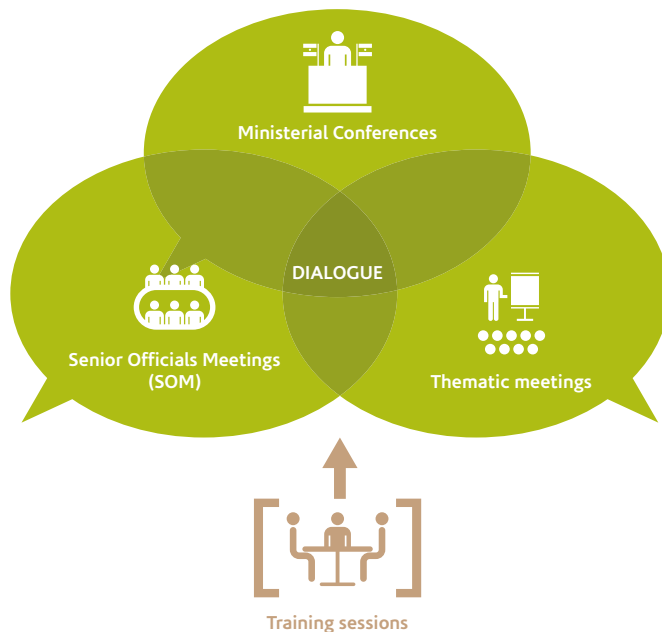 Ministerial Conferences
DIALOGUE
Senior Officials Meetings
(SOM)
Thematic meetings
Training sessions